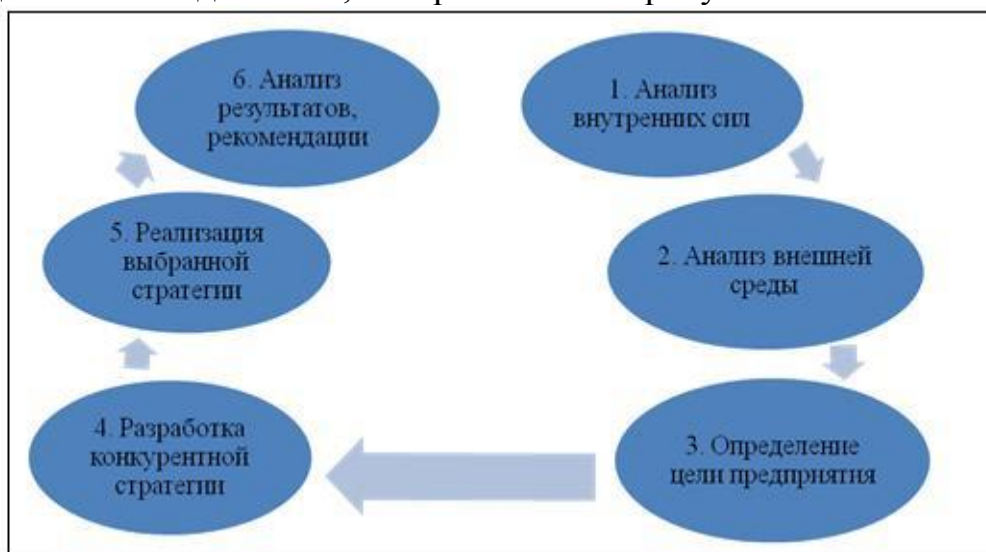 1. Анализ
внутренних сил
2. Анализ внешней
среды
3. Определение
цели предприятия
4. Разработка
конкурентной
стратегии
5. Реализация
выбранной
стратегии
6. Анализ
результатов,
рекомендации